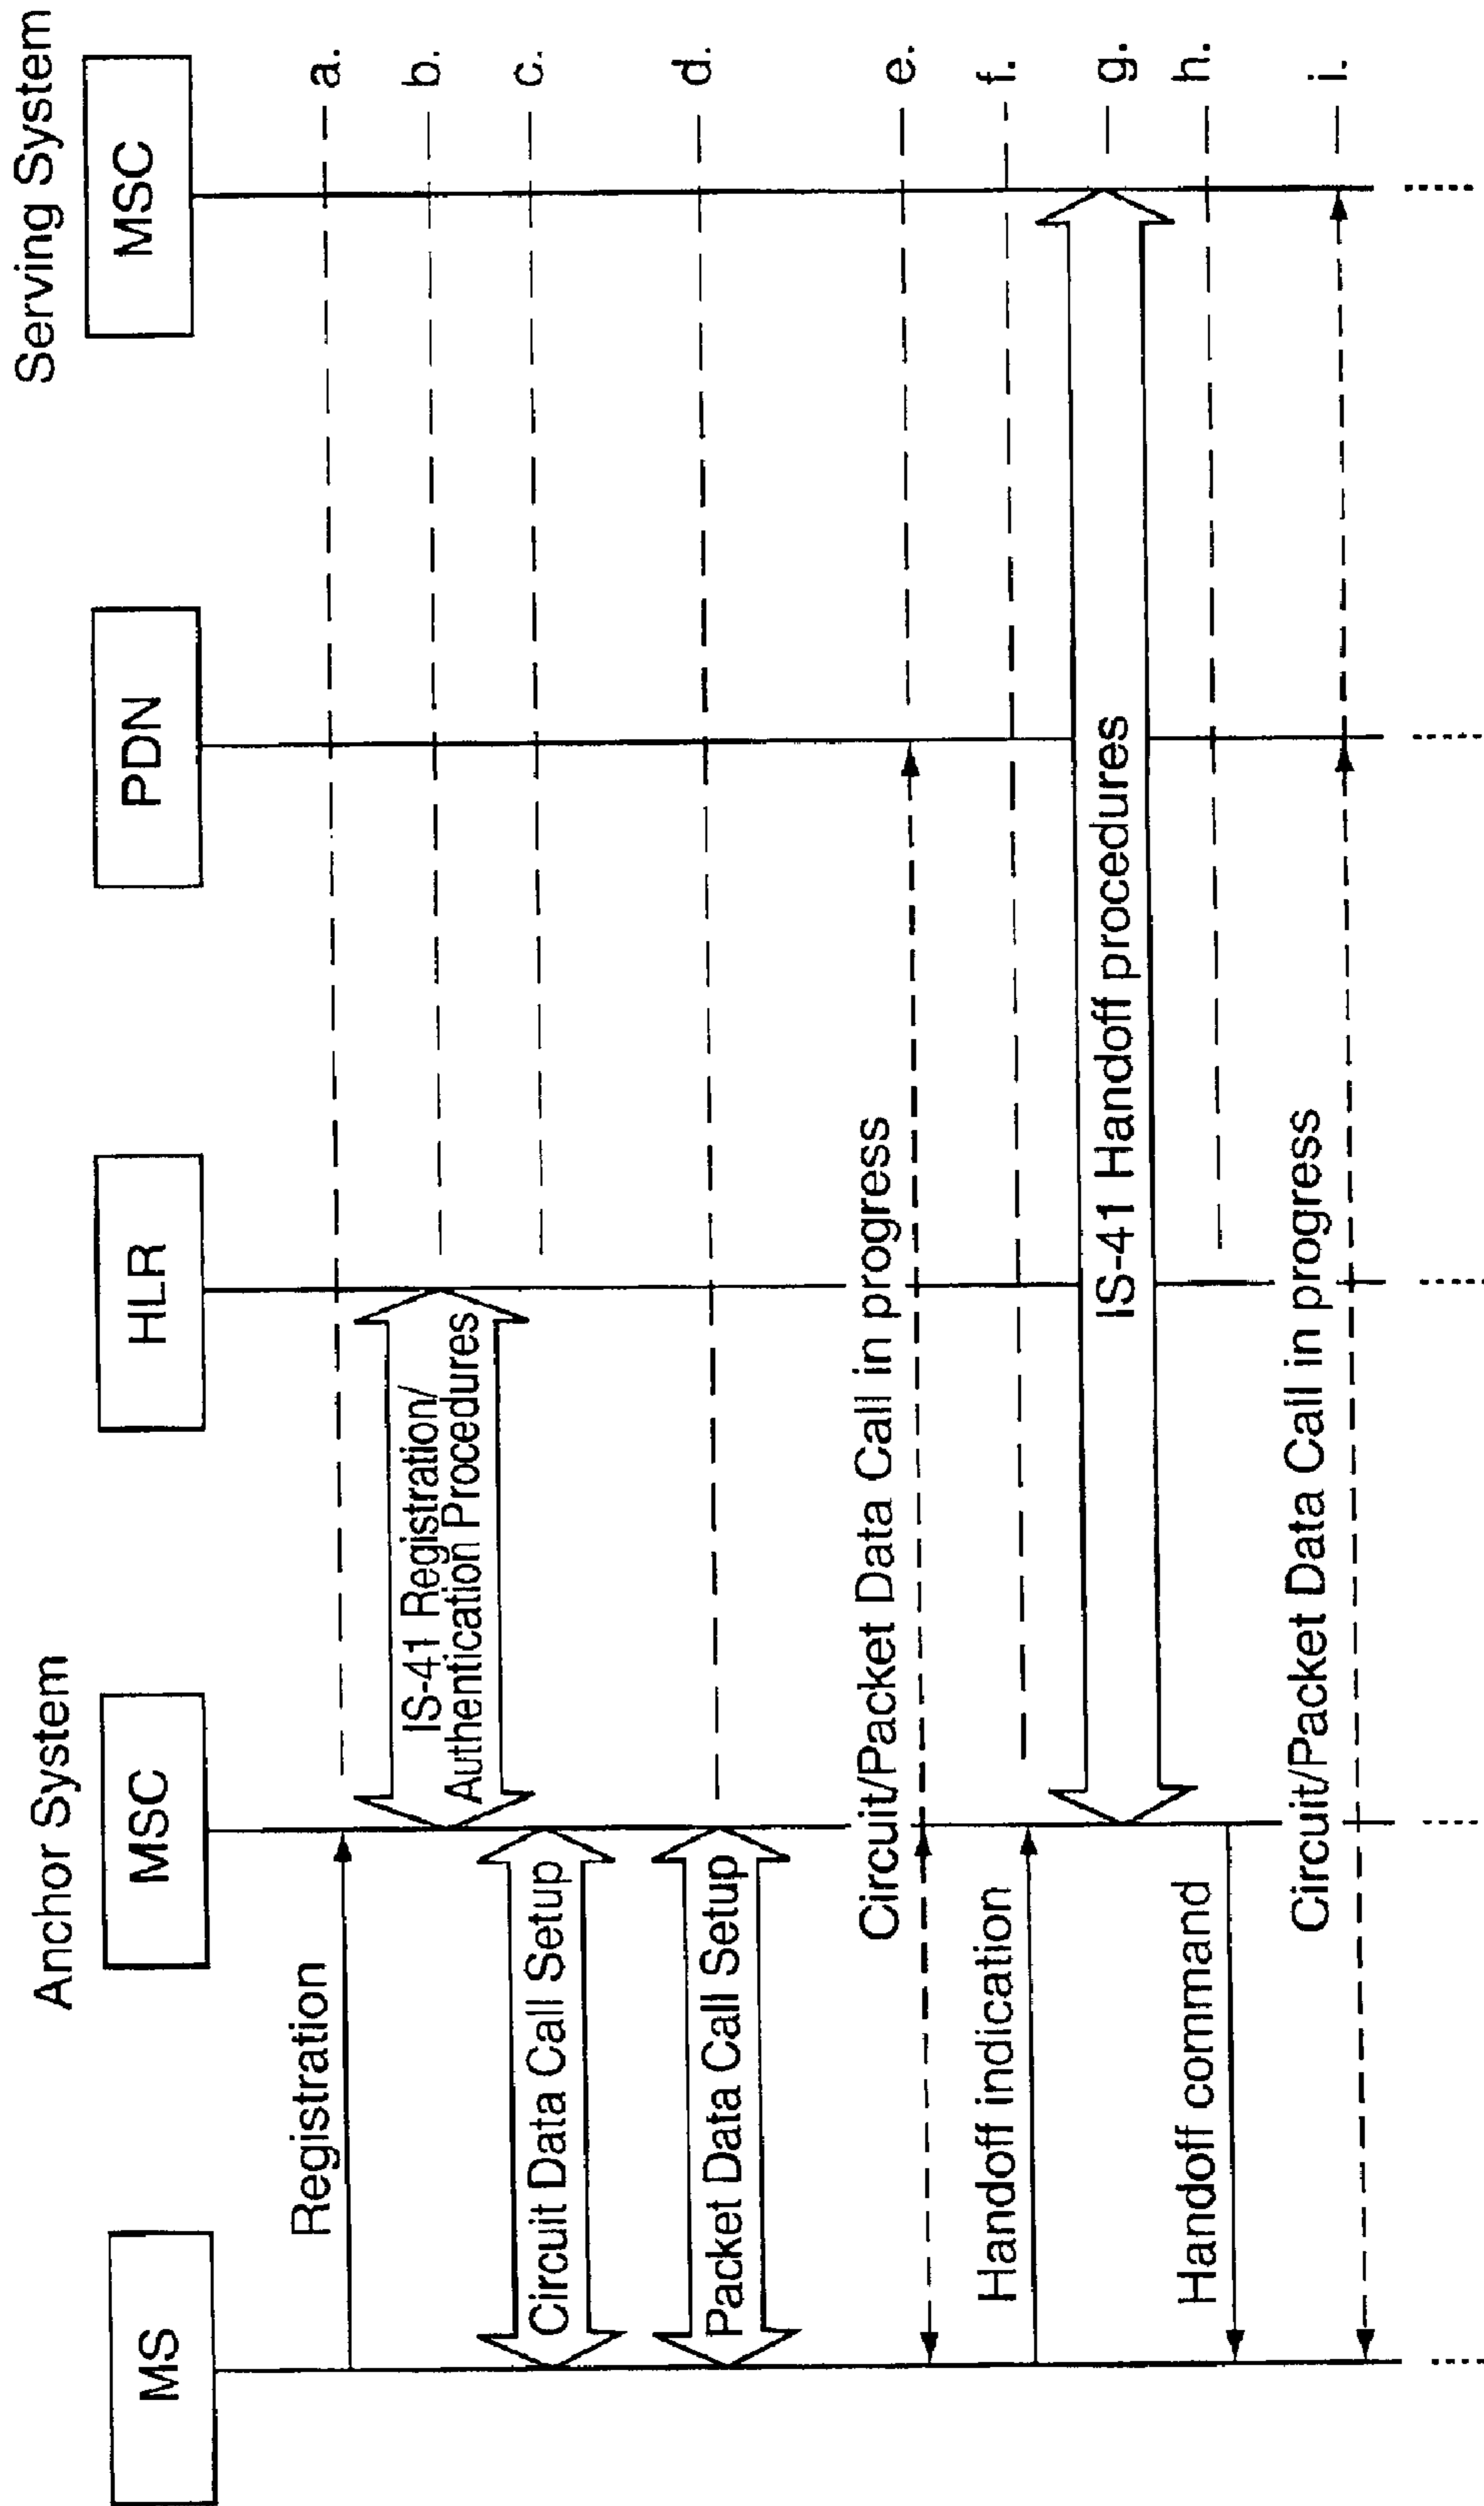 Anchor System
Serving System
MS
MSC
HLR
PDN
MSC
Registration
a.
IS-41 Registration/
Authentication Procedures
b.
Circuit Data Call Setup
c.
Packet Data Call Setup
d.
Circuit/Packet Data Call in progress
e.
Handoff indication
f.
IS-41 Handoff procedures
g.
Handoff command
h.
Circuit/Packet Data Call in progress
i.